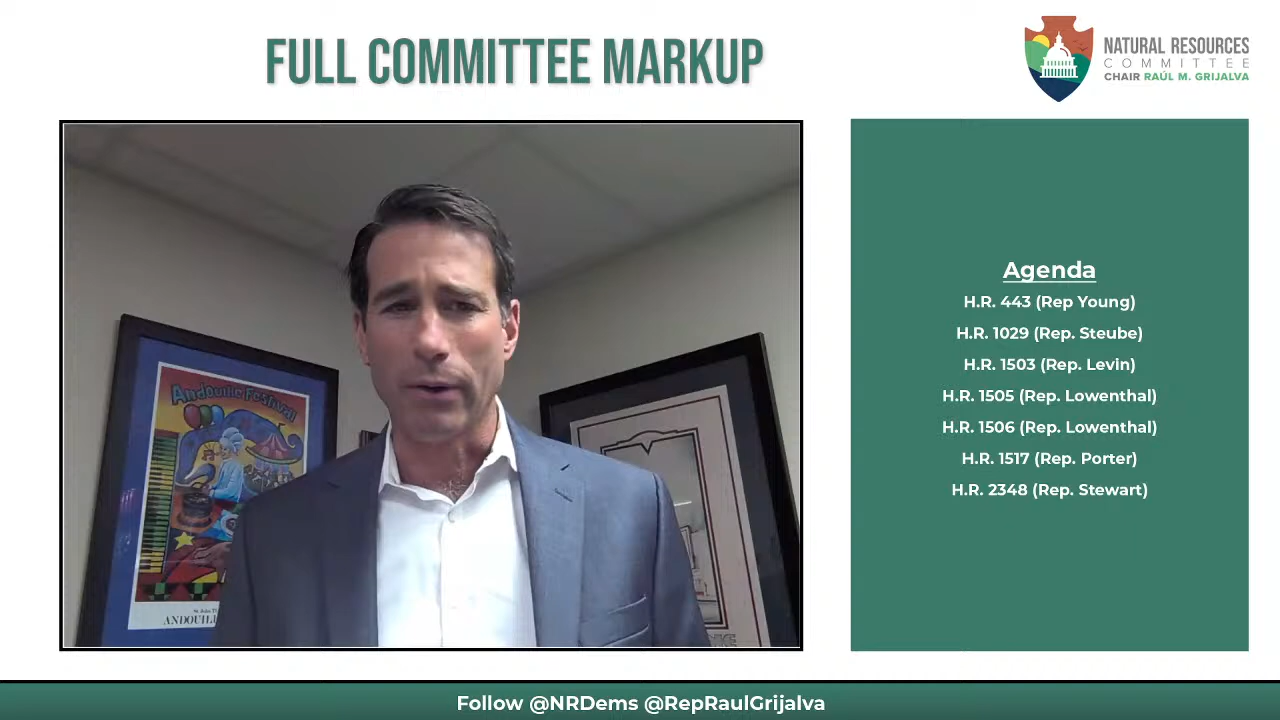 FULL COMMITTEE MARKUP
NATURAL RESOURCES
COMMITTEE
CHAIR RAÚL M. GRIJALVA
Andouille Festival
ANDOUIL
Agenda
H.R. 443 (Rep Young)
H.R. 1029 (Rep. Steube)
H.R. 1503 (Rep. Levin)
H.R. 1505 (Rep. Lowenthal)
H.R. 1506 (Rep. Lowenthal)
H.R. 1517 (Rep. Porter)
H.R. 2348 (Rep. Stewart)
Follow @NRDems @RepRaulGrijalva